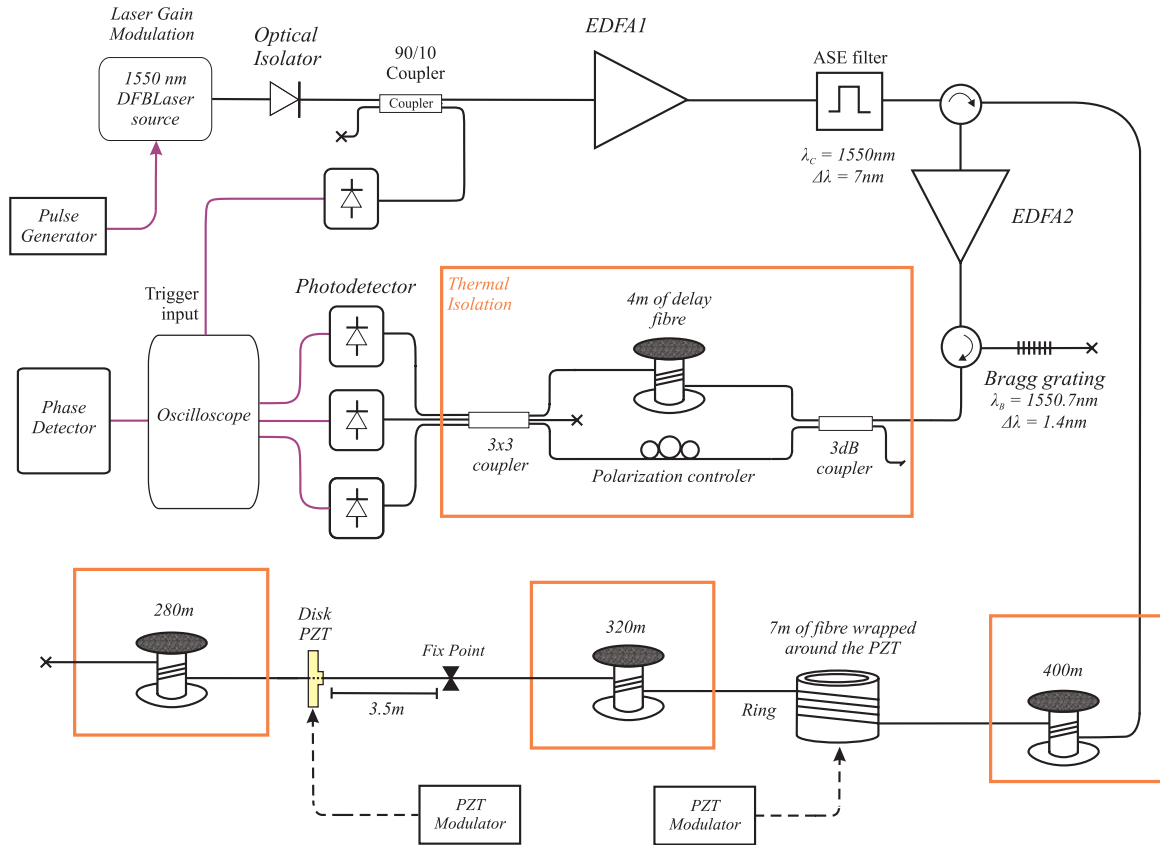 Laser Gain
Modulation
1550 nm
DFBLaser
source
Optical
Isolator
90/10
Coupler
Coupler
EDFA1
ASE filter
λC = 1550nm
Δλ = 7nm
Pulse
Generator
EDFA2
Trigger
input
Photodetector
Thermal
Isolation
4m of delay
fibre
Bragg grating
λB = 1550.7nm
Δλ = 1.4nm
Phase
Detector
Oscilloscope
3x3
coupler
Polarization controler
3dB
coupler
280m
Disk
PZT
Fix Point
3.5m
320m
7m of fibre wrapped
around the PZT
Ring
400m
PZT
Modulator
PZT
Modulator